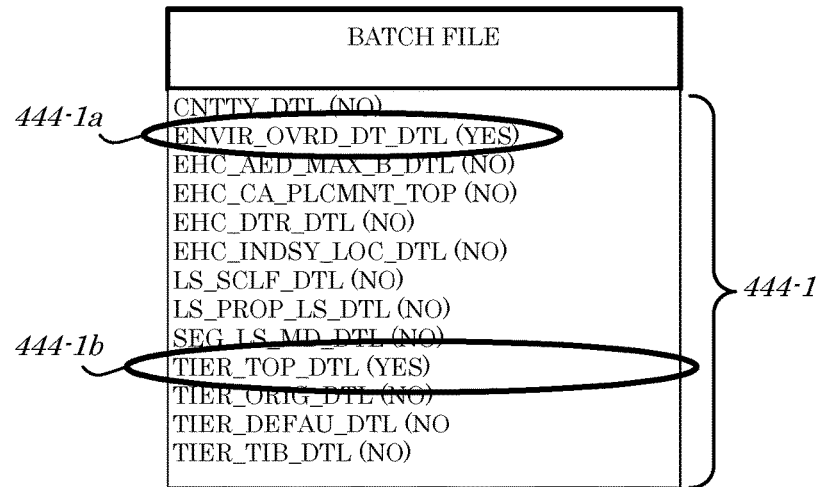 BATCH FILE
444-1a
CNTTY_DTL (NO)
ENVIR_OVRD_DT_DTL (YES)
EHC_AED_MAX_B_DTL (NO)
EHC_CA_PLCMNT_TOP (NO)
EHC_DTR_DTL (NO)
EHC_INDSY_LOC_DTL (NO)
LS_SCLF_DTL (NO)
444-1
LS_PROP_LS_DTL (NO)
SEG_LS_MD_DTL (NO)
444-1b
TIER_TOP_DTL (YES)
TIER_ORIG_DTL (NO)
TIER_DEFAU_DTL (NO
TIER_TIB_DTL (NO)